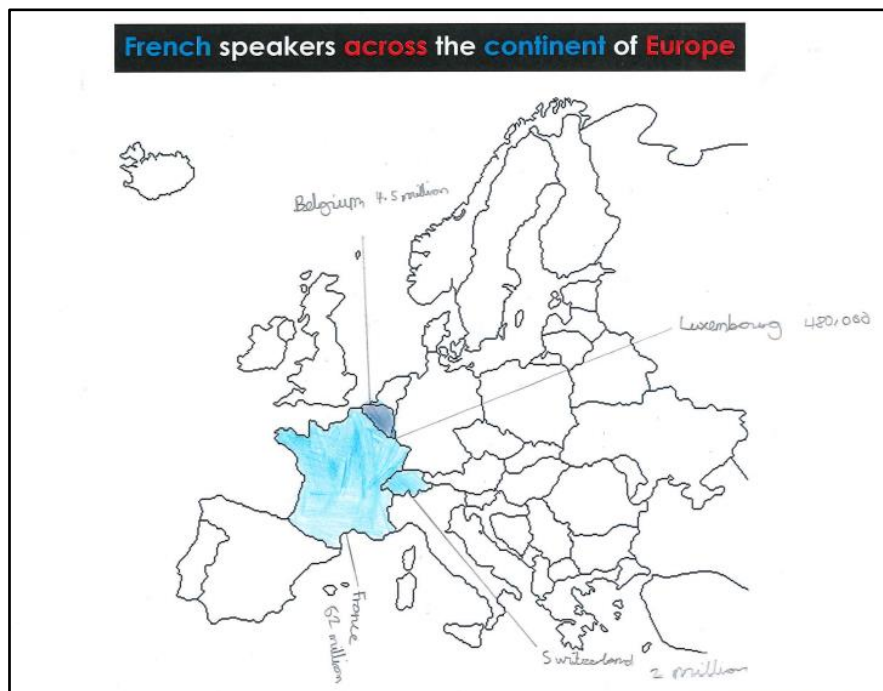 French speakers across the continent of Europe
Belgium 4.5 million
Luxembourg 480,000
France
62 million
Switzerland 2 million